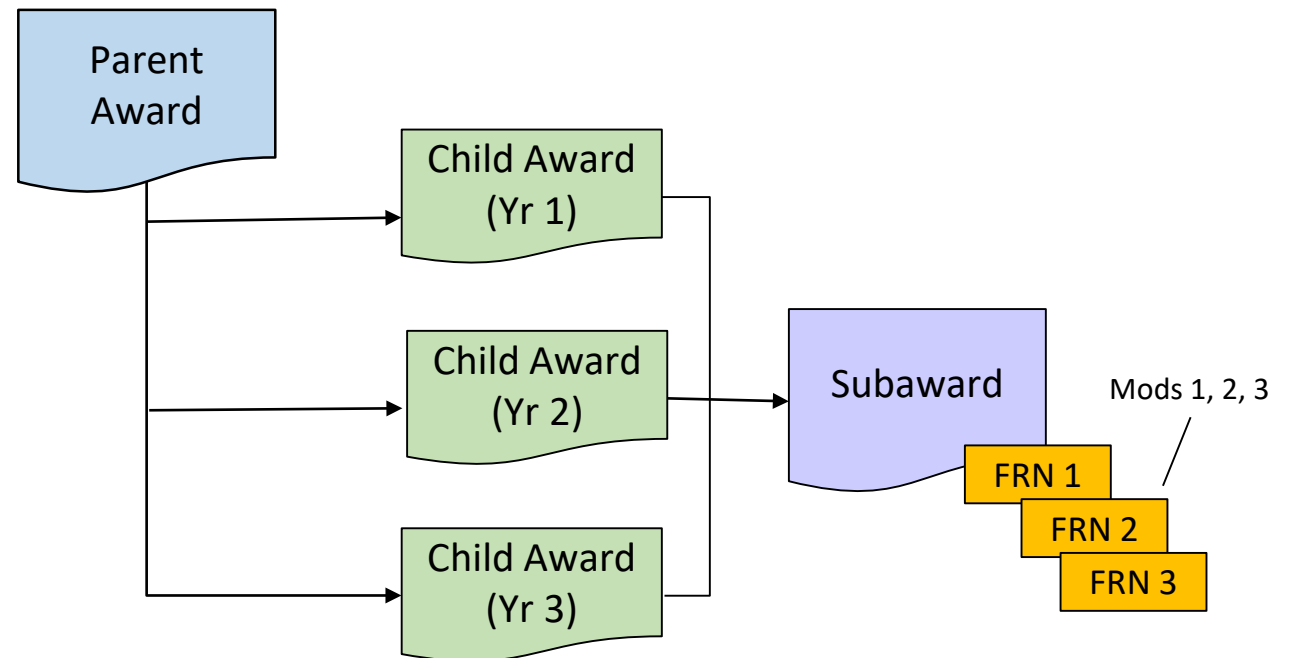 Parent
Award
Child Award
(Yr 1)
Child Award
(Yr 2)
Child Award
(Yr 3)
Subaward
Mods 1, 2, 3
FRN 1
FRN 2
FRN 3